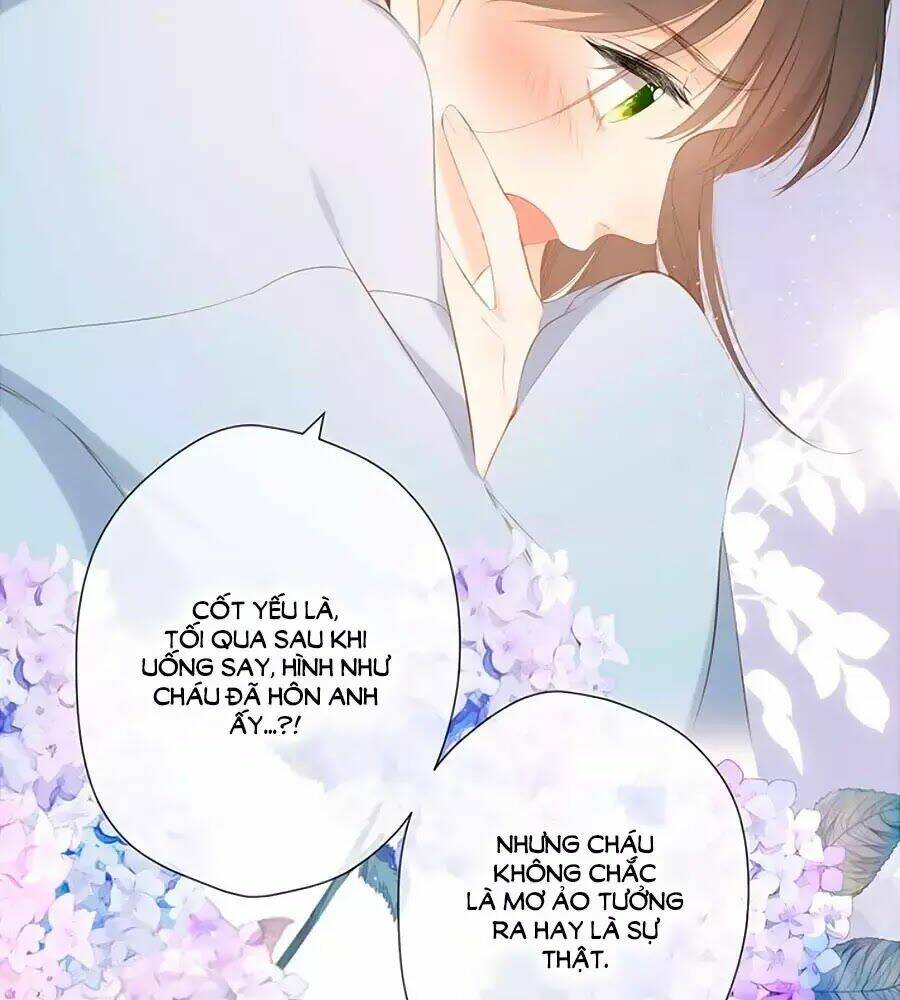 CỐT YẾU LÀ,
TỐI QUA SAU KHI
UỐNG SAY, HÌNH NHƯ
CHÁU ĐÃ HÔN ANH
ẤY...?!
NHƯNG CHÁU
KHÔNG CHẮC
LÀ MƠ ẢO TƯỞNG
RA HAY LÀ SỰ
THẬT.